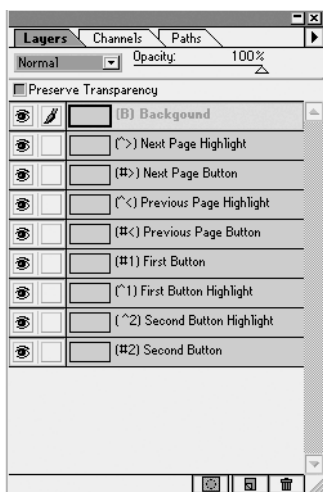 Layers Channels Paths
Normal Opacity: 100%
Preserve Transparency
(B) Backgound
(^>) Next Page Highlight
(#>) Next Page Button
(^<) Previous Page Highlight
(#<) Previous Page Button
(#1) First Button
(^1) First Button Highlight
( ^2) Second Button Highlight
(#2) Second Button